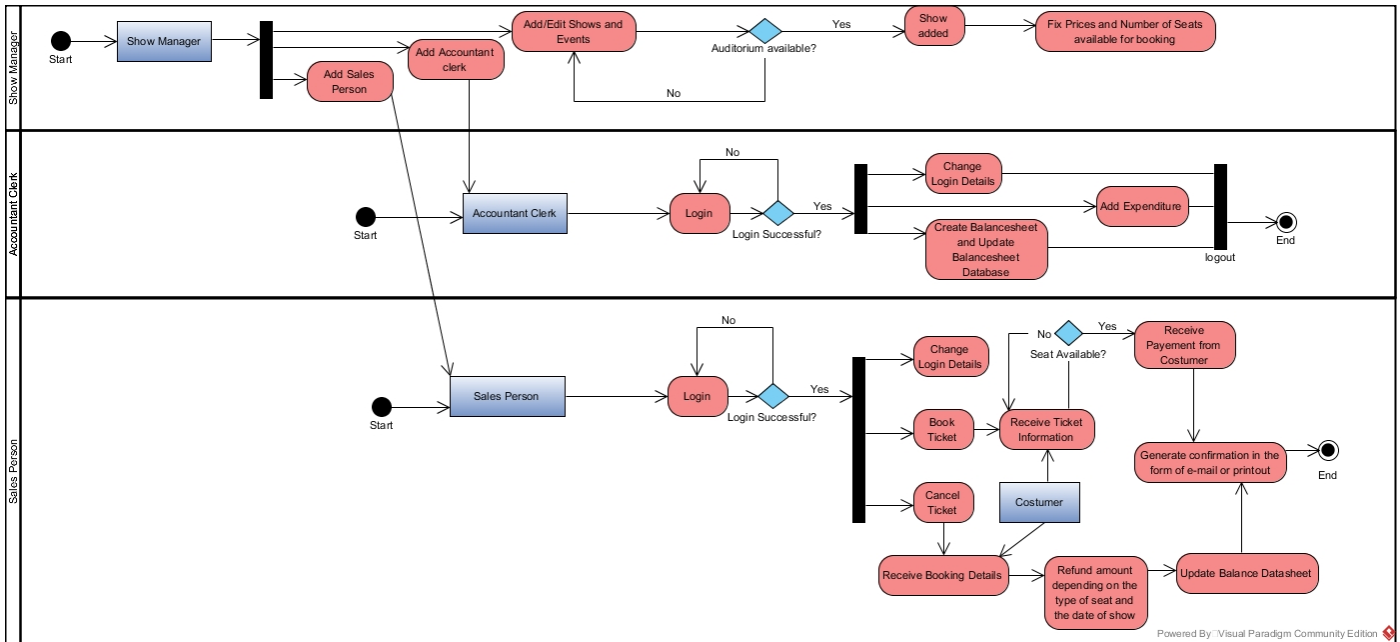 Show Manager
Start
Show Manager
Add Sales
Person
Add Accountant
clerk
Add/Edit Shows and
Events
Auditorium available?
Yes
No
Show
added
Fix Prices and Number of Seats
available for booking
Accountant Clerk
Start
Accountant Clerk
Login
No
Login Successful?
Yes
Change
Login Details
Add Expenditure
Create Balancesheet
and Update
Balancesheet
Database
logout
End
Sales Person
Start
Sales Person
Login
No
Login Successful?
Yes
Change
Login Details
Book
Ticket
Cancel
Ticket
Receive Ticket
Information
No
Seat Available?
Yes
Receive
Payement from
Costumer
Costumer
Generate confirmation in the
form of e-mail or printout
End
Receive Booking Details
Refund amount
depending on the
type of seat and
the date of show
Update Balance Datasheet
Powered By Visual Paradigm Community Edition